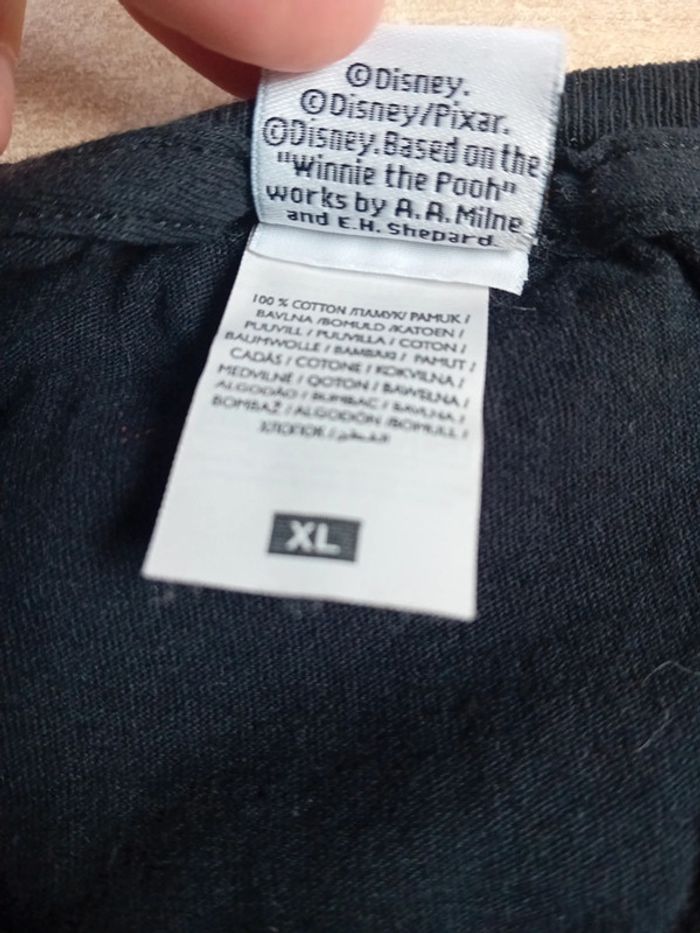 ©Disney.
©Disney/Pixar.
©Disney.Based on the
"Winnie the Pooh"
works by A.A.Milne
and E.H. Shepard.
100 % COTTON /ПАМУК/ PAMUK /
BAVLNA /BOMULD /KATOEN /
PUUVILL / PUUVILLA / COTON /
BAUMWOLLE / BAMBAKI / PAMUT /
CADÁS / COTONE / KOKVILNA /
MEDVILNĖ / QOTON / BAWEŁNA /
ALGODÃO / BUMBAC / BAVLNA /
BOMBAŽ / ALGODÓN /BOMULL /
XL